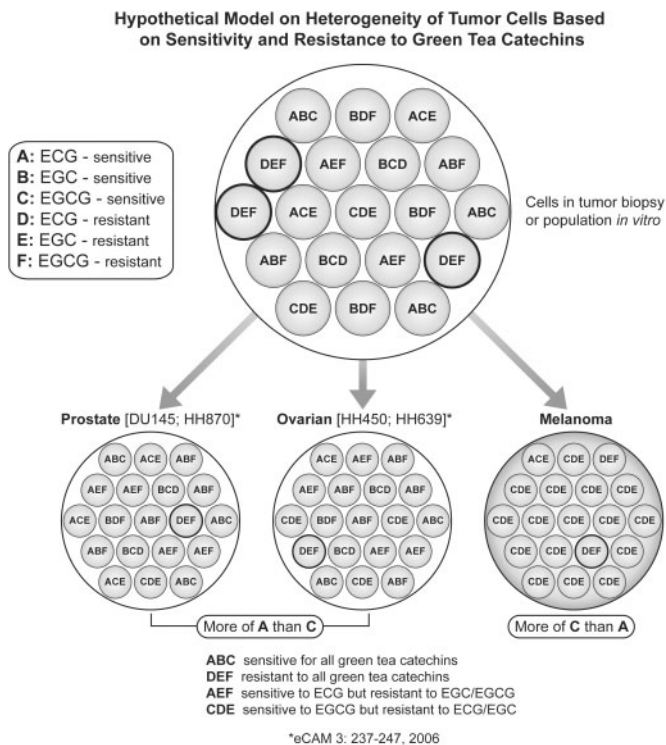 Hypothetical Model on Heterogeneity of Tumor Cells Based
on Sensitivity and Resistance to Green Tea Catechins
A: ECG - sensitive
B: EGC - sensitive
C: EGCG - sensitive
D: ECG - resistant
E: EGC - resistant
F: EGCG - resistant
ABC BDF ACE
DEF AEF BCD ABF
DEF ACE CDE BDF ABC
ABF BCD AEF DEF
CDE BDF ABC
Cells in tumor biopsy
or population in vitro
Prostate [DU145; HH870]*
ABC ACE ABF
AEF AEF BCD ABF
ACE BDF ABF DEF ABC
ABF BCD AEF AEF
ACE CDE ABC
Ovarian [HH450; HH639]*
ACE AEF ABF
AEF ABF BCD ABF
CDE BDF ABF CDE ABC
DEF BCD AEF AEF
ABC CDE ABF
More of A than C
Melanoma
ACE CDE DEF
CDE CDE CDE CDE
CDE CDE CDE CDE CDE
CDE CDE DEF CDE
CDE CDE CDE
More of C than A
ABC sensitive for all green tea catechins
DEF resistant to all green tea catechins
AEF sensitive to ECG but resistant to EGC/EGCG
CDE sensitive to EGCG but resistant to ECG/EGC
*eCAM 3: 237-247, 2006